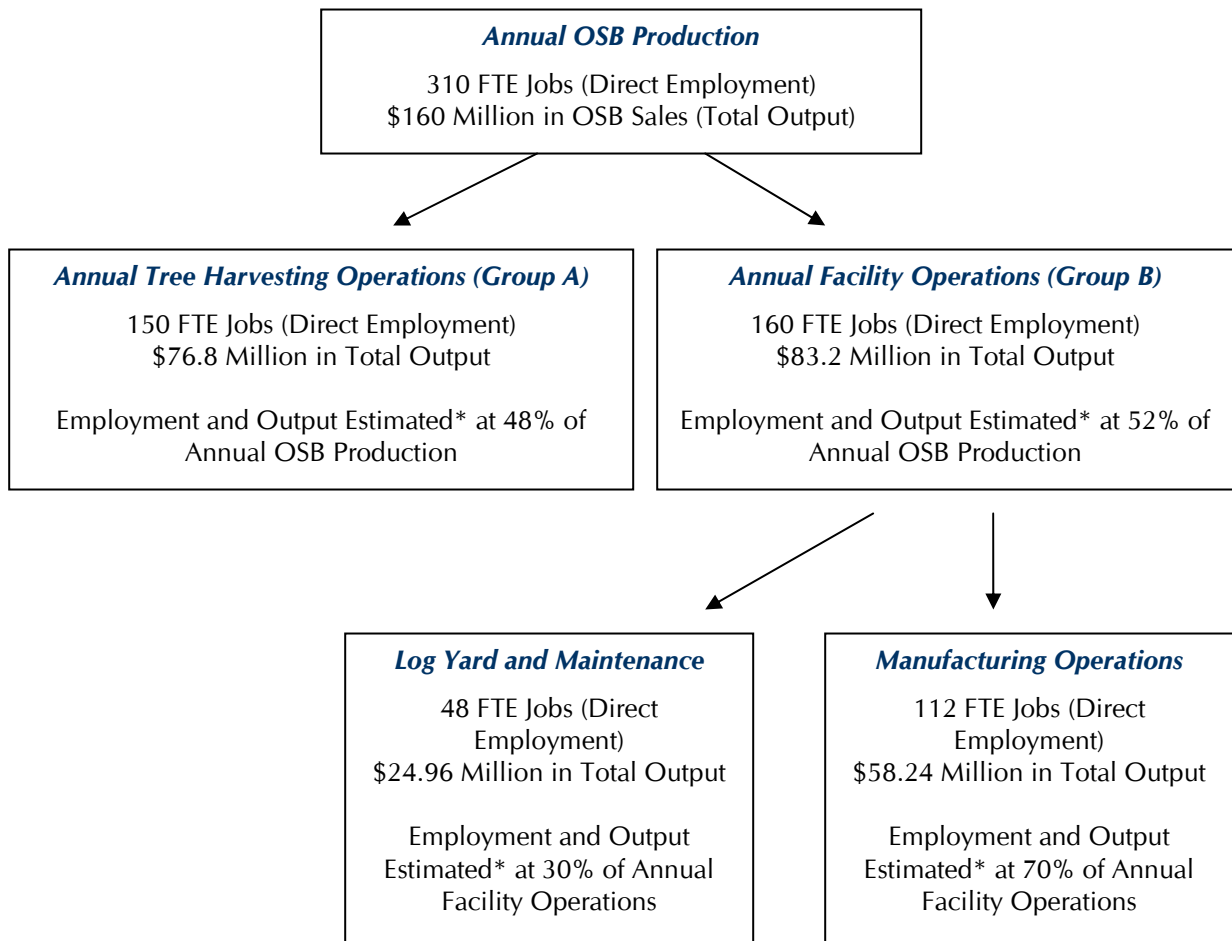 Annual OSB Production
310 FTE Jobs (Direct Employment)
$160 Million in OSB Sales (Total Output)
Annual Tree Harvesting Operations (Group A)
150 FTE Jobs (Direct Employment)
$76.8 Million in Total Output
Employment and Output Estimated* at 48% of
Annual OSB Production
Annual Facility Operations (Group B)
160 FTE Jobs (Direct Employment)
$83.2 Million in Total Output
Employment and Output Estimated* at 52% of
Annual OSB Production
Log Yard and Maintenance
48 FTE Jobs (Direct
Employment)
$24.96 Million in Total Output
Employment and Output
Estimated* at 30% of Annual
Facility Operations
Manufacturing Operations
112 FTE Jobs (Direct
Employment)
$58.24 Million in Total Output
Employment and Output
Estimated* at 70% of Annual
Facility Operations